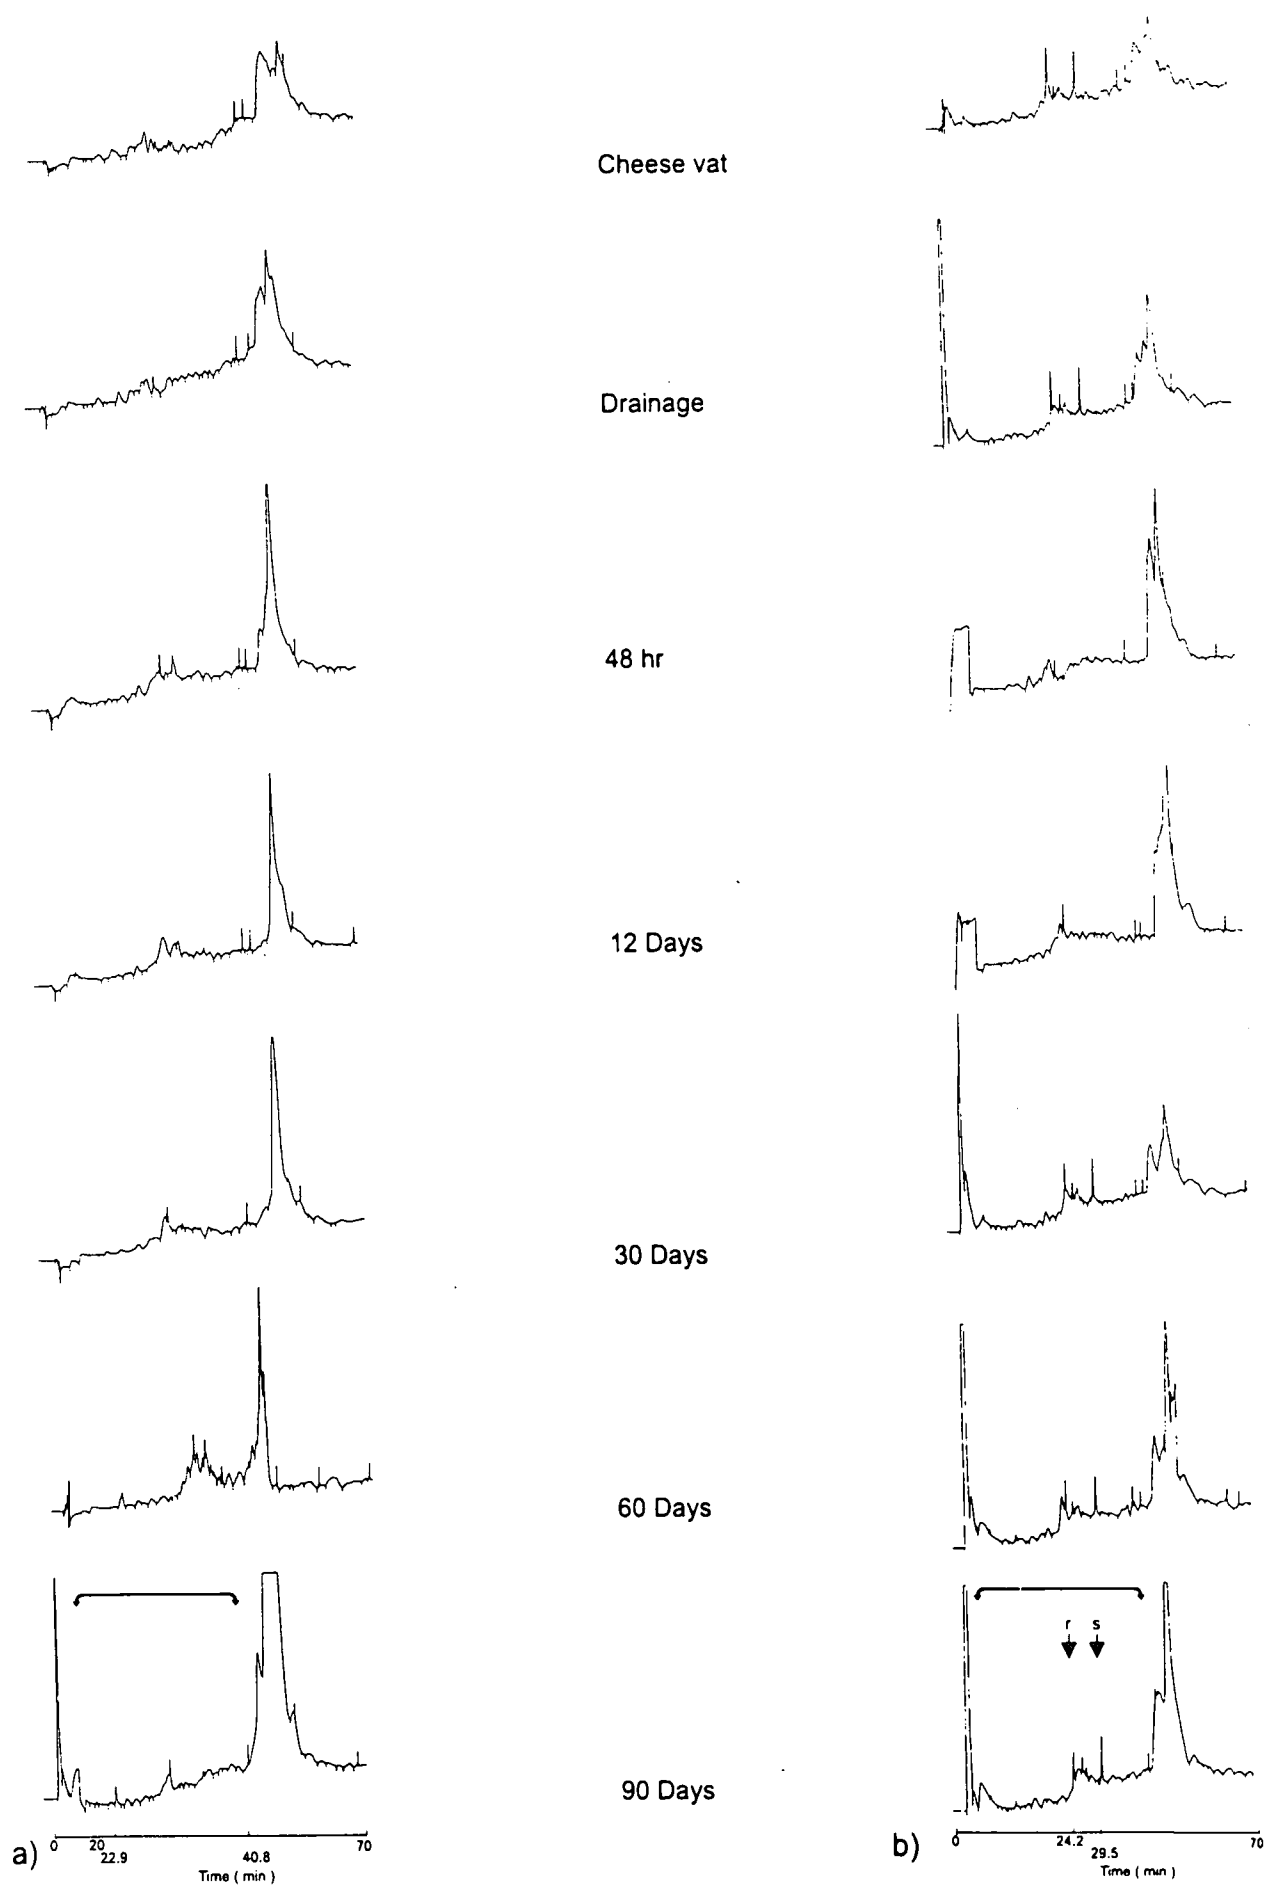 Cheese vat
Drainage
48 hr
12 Days
30 Days
60 Days
r s
90 Days
a) 0 20 22.9 40.8 70
Time ( min )
b) 0 24.2 29.5 70
Time ( min )